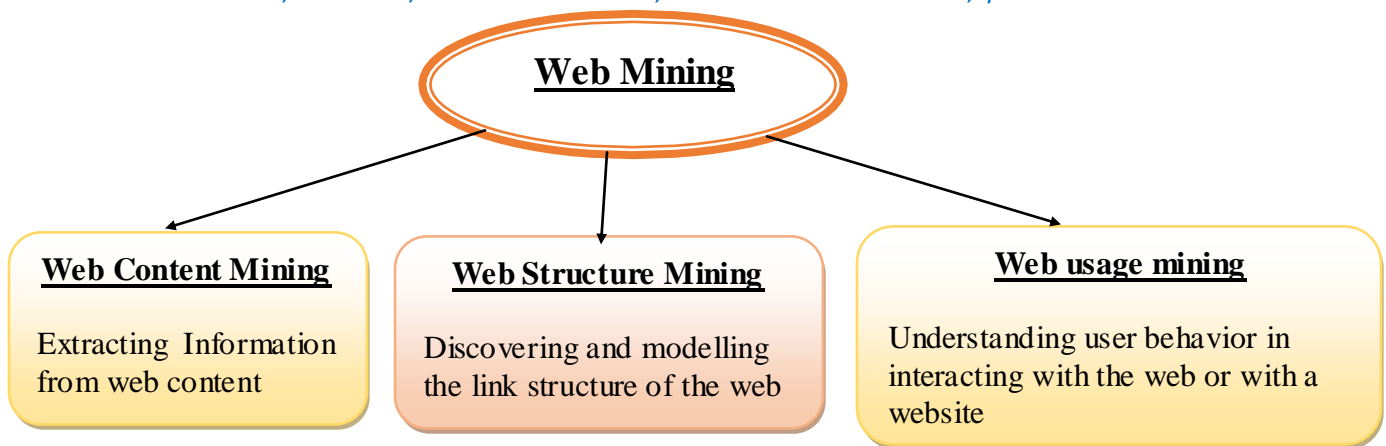 Web Mining
Web Content Mining
Extracting Information
from web content
Web Structure Mining
Discovering and modelling
the link structure of the web
Web usage mining
Understanding user behavior in
interacting with the web or with a
website